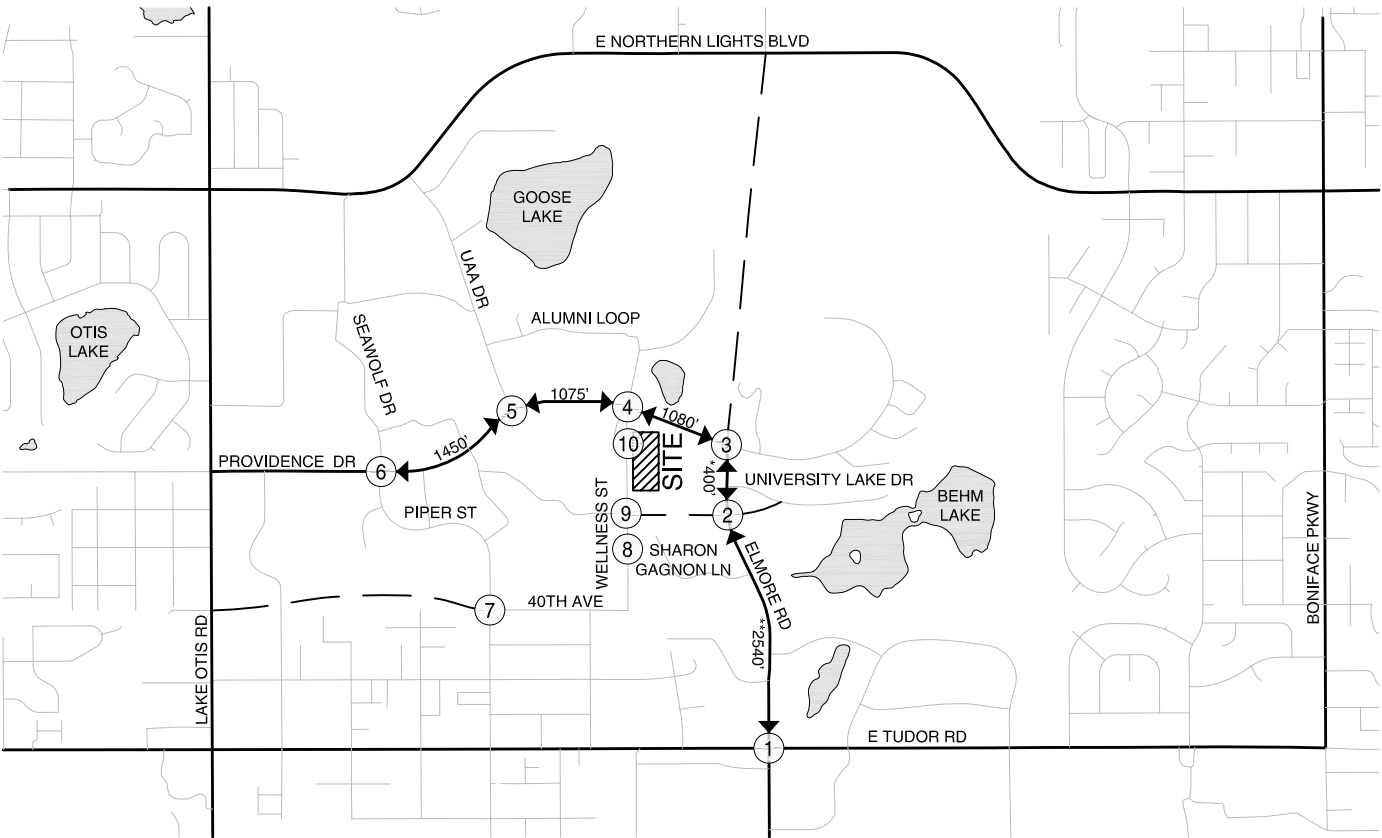 E NORTHERN LIGHTS BLVD
GOOSE
LAKE
UAA DR
ALUMNI LOOP
OTIS
LAKE
SEAWOLF DR
1075'
5
4
1080'
10
3
1450'
SITE
PROVIDENCE DR
6
*400'
UNIVERSITY LAKE DR
BEHM
LAKE
PIPER ST
WELLNESS ST
9
2
8
SHARON
GAGNON LN
ELMORE RD
BONIFACE PKWY
7
40TH AVE
**2540'
LAKE OTIS RD
1
E TUDOR RD